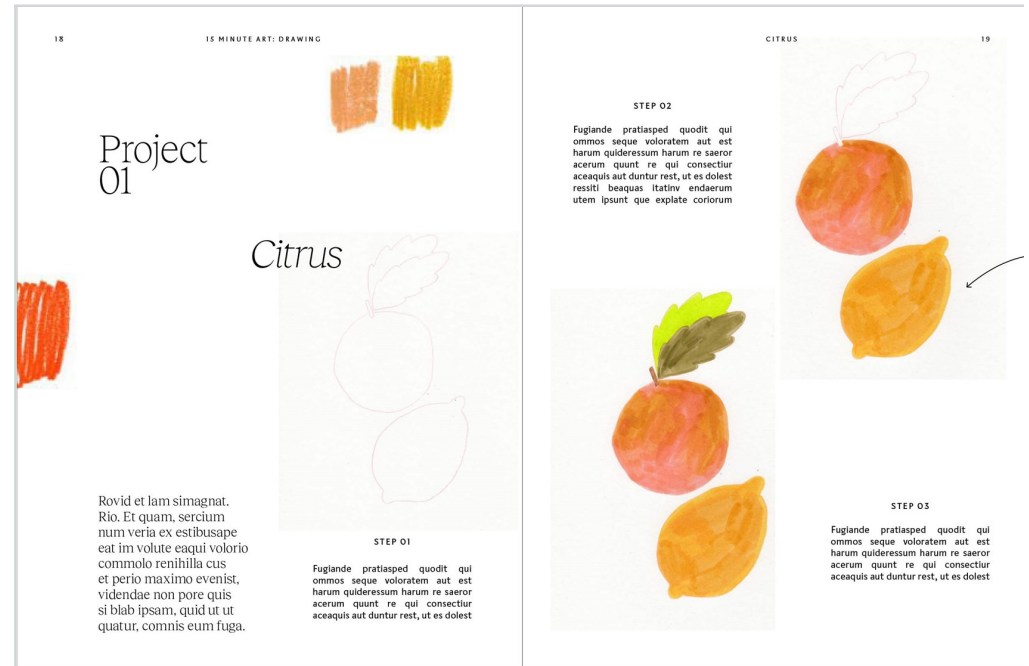 18
15 MINUTE ART: DRAWING
Project
01
Citrus
Rovid et lam simagnat.
Rio. Et quam, sercium
num veria ex estibusape
eat im volute eaqui volorio
commolo renihilla cus
et perio maximo evenist,
videndae non pore quis
si blab ipsam, quid ut ut
quatur, comnis eum fuga.
STEP 01
Fugiande pratiasped quodit qui
ommos seque voloratem aut est
harum quideressum harum re saeror
acerum quunt re qui consectiur
aceaquis aut duntur rest, ut es dolest
CITRUS
19
STEP 02
Fugiande pratiasped quodit qui
ommos seque voloratem aut est
harum quideressum harum re saeror
acerum quunt re qui consectiur
aceaquis aut duntur rest, ut es dolest
ressiti beaquas itatinv endaerum
utem ipsunt que explate coriorum
STEP 03
Fugiande pratiasped quodit qui
ommos seque voloratem aut est
harum quideressum harum re saeror
acerum quunt re qui consectiur
aceaquis aut duntur rest, ut es dolest